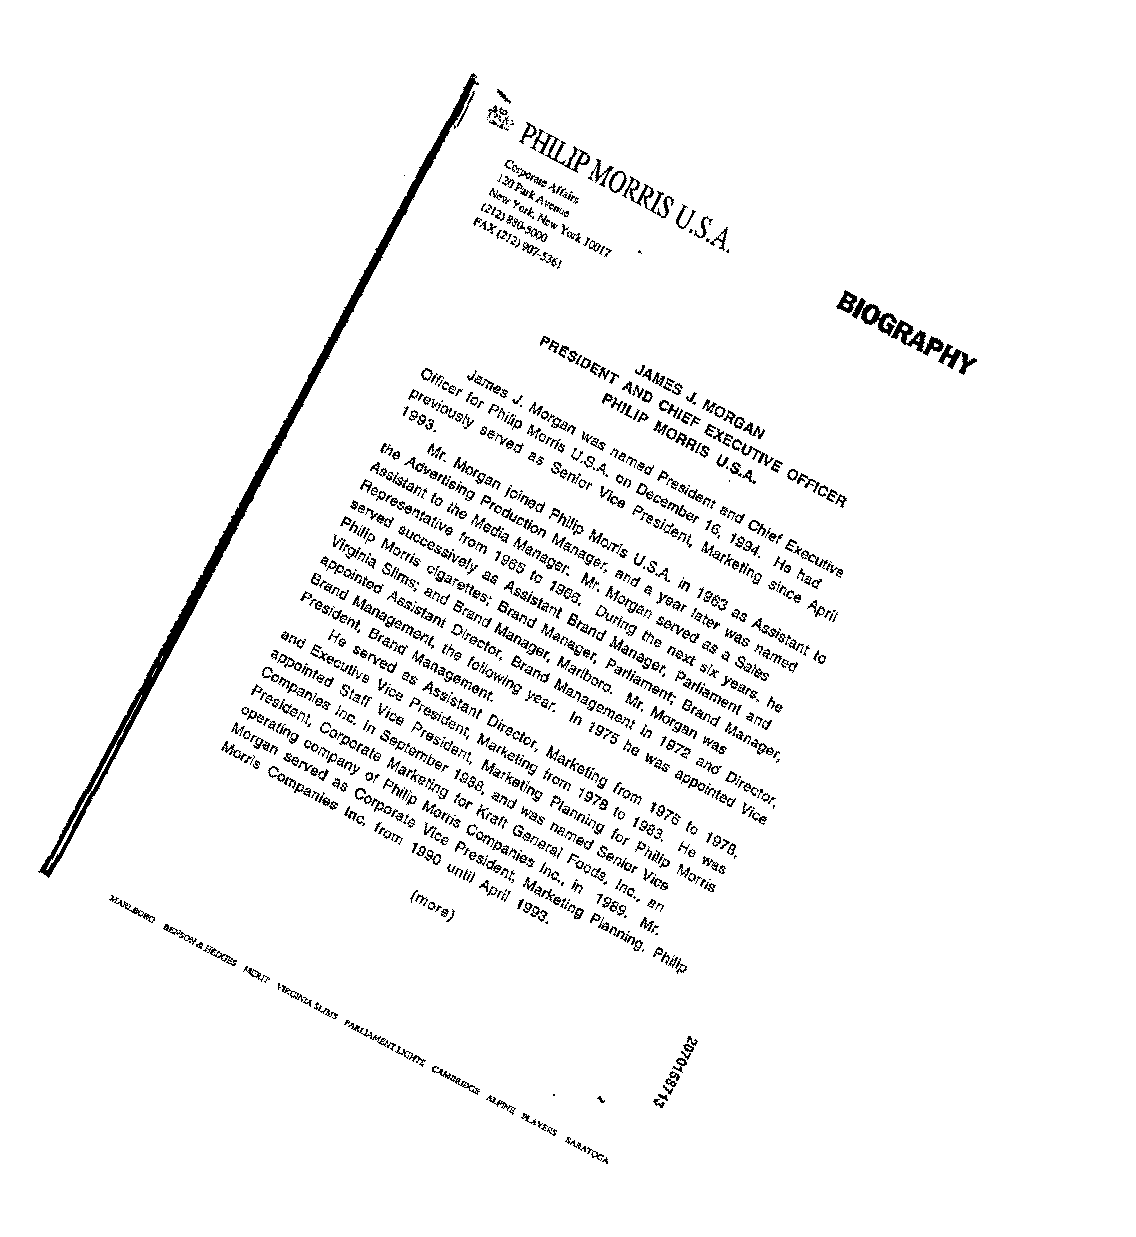 PHILIP MORRIS U.S.A.
Corporate Affairs
120 Park Avenue
New York, New York 10017
(212) 880-5000
FAX (212) 907-5361
BIOGRAPHY
JAMES J. MORGAN
PRESIDENT AND CHIEF EXECUTIVE OFFICER
PHILIP MORRIS U.S.A.
James J. Morgan was named President and Chief Executive
Officer for Philip Morris U.S.A. on December 16, 1994. He had
previously served as Senior Vice President, Marketing since April
1993.
Mr. Morgan joined Philip Morris U.S.A. in 1963 as Assistant to
the Advertising Production Manager, and a year later was named
Assistant to the Media Manager. Mr. Morgan served as a Sales
Representative from 1965 to 1966. During the next six years, he
served successively as Assistant Brand Manager, Parliament and
Philip Morris cigarettes; Brand Manager, Parliament; Brand Manager,
Virginia Slims; and Brand Manager, Marlboro. Mr. Morgan was
appointed Assistant Director, Brand Management in 1972 and Director,
Brand Management, the following year. In 1975 he was appointed Vice
President, Brand Management.
He served as Assistant Director, Marketing from 1976 to 1978,
and Executive Vice President, Marketing from 1978 to 1983. He was
appointed Staff Vice President, Marketing Planning for Philip Morris
Companies Inc. in September 1988, and was named Senior Vice
President, Corporate Marketing for Kraft General Foods, Inc., an
operating company of Philip Morris Companies Inc., in 1989. Mr.
Morgan served as Corporate Vice President, Marketing Planning, Philip
Morris Companies Inc. from 1990 until April 1993.
(more)
MARLBORO BENSON & HEDGES MERIT VIRGINIA SLIMS PARLIAMENT LIGHTS CAMBRIDGE ALPINE PLAYERS SARATOGA
2070158713